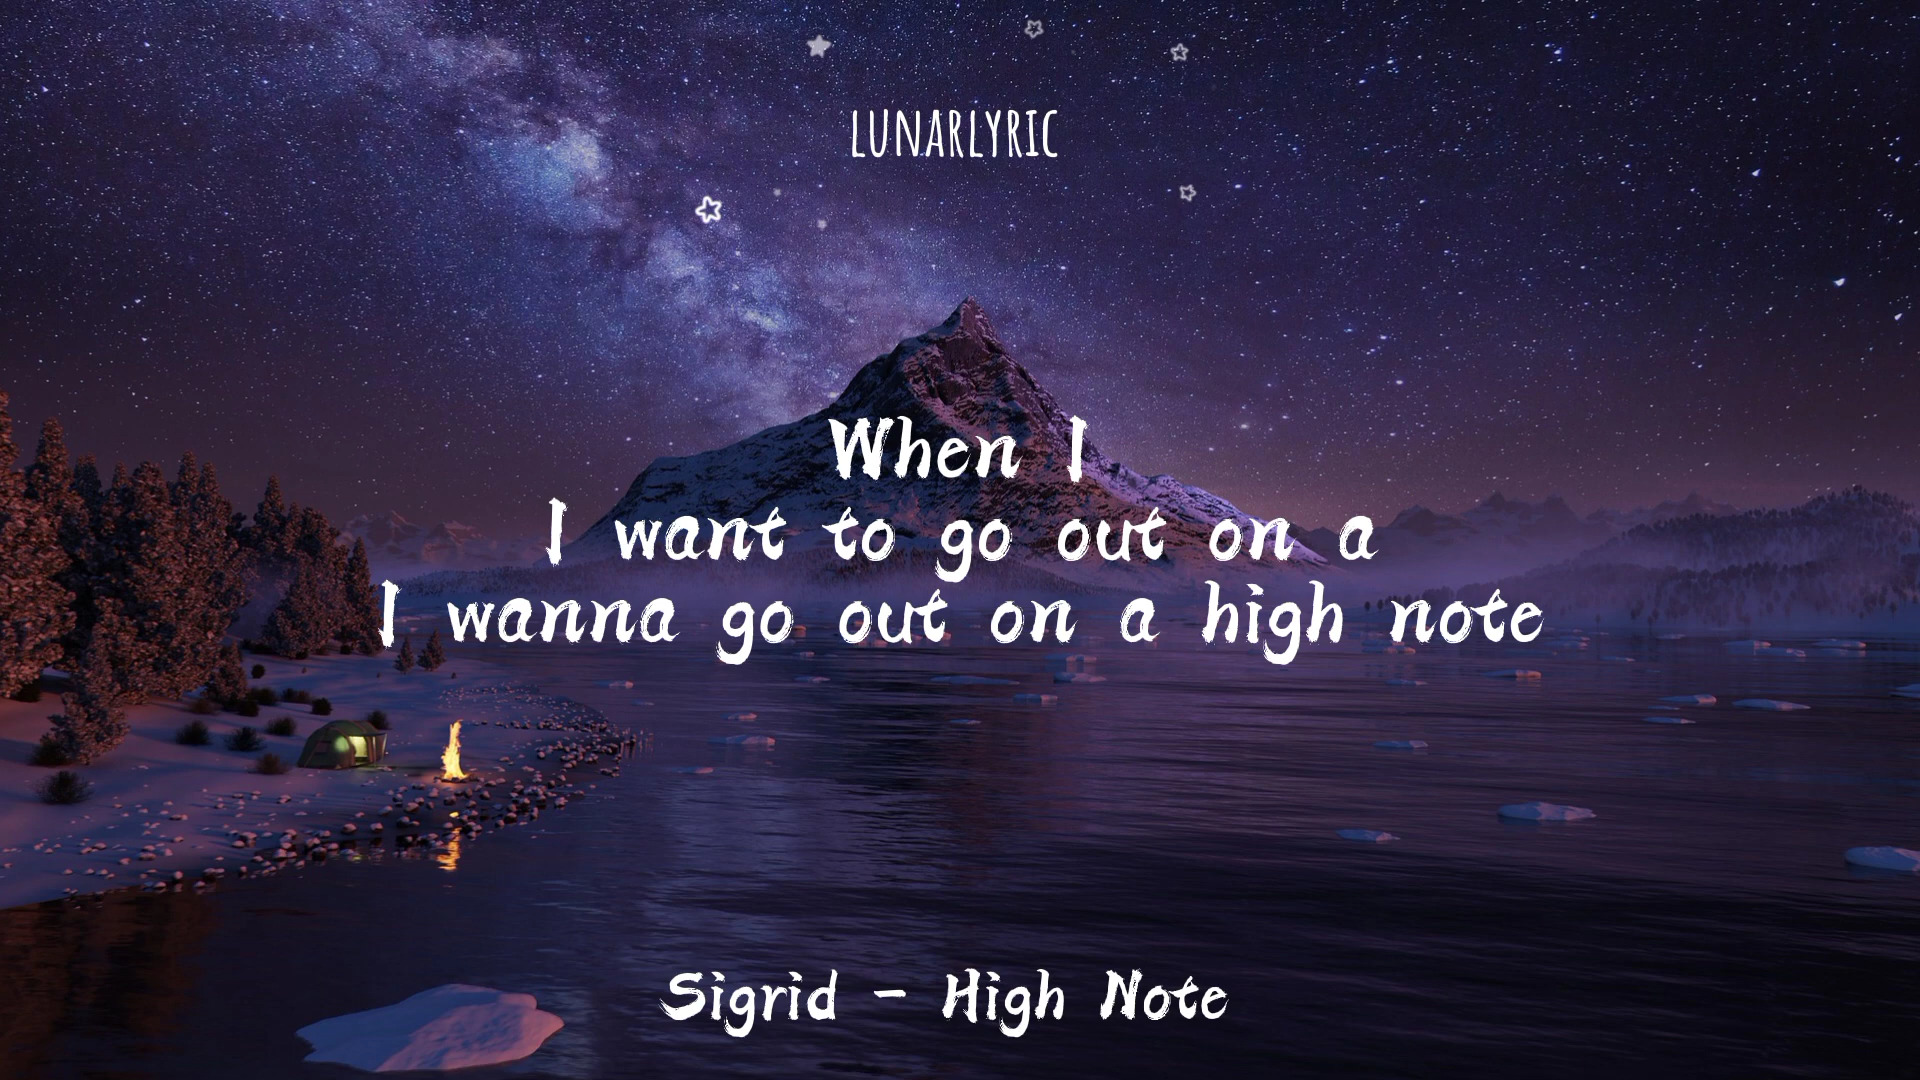 LUNARLYRIC
When I
I want to go out on a
I wanna go out on a high note
Sigrid - High Note